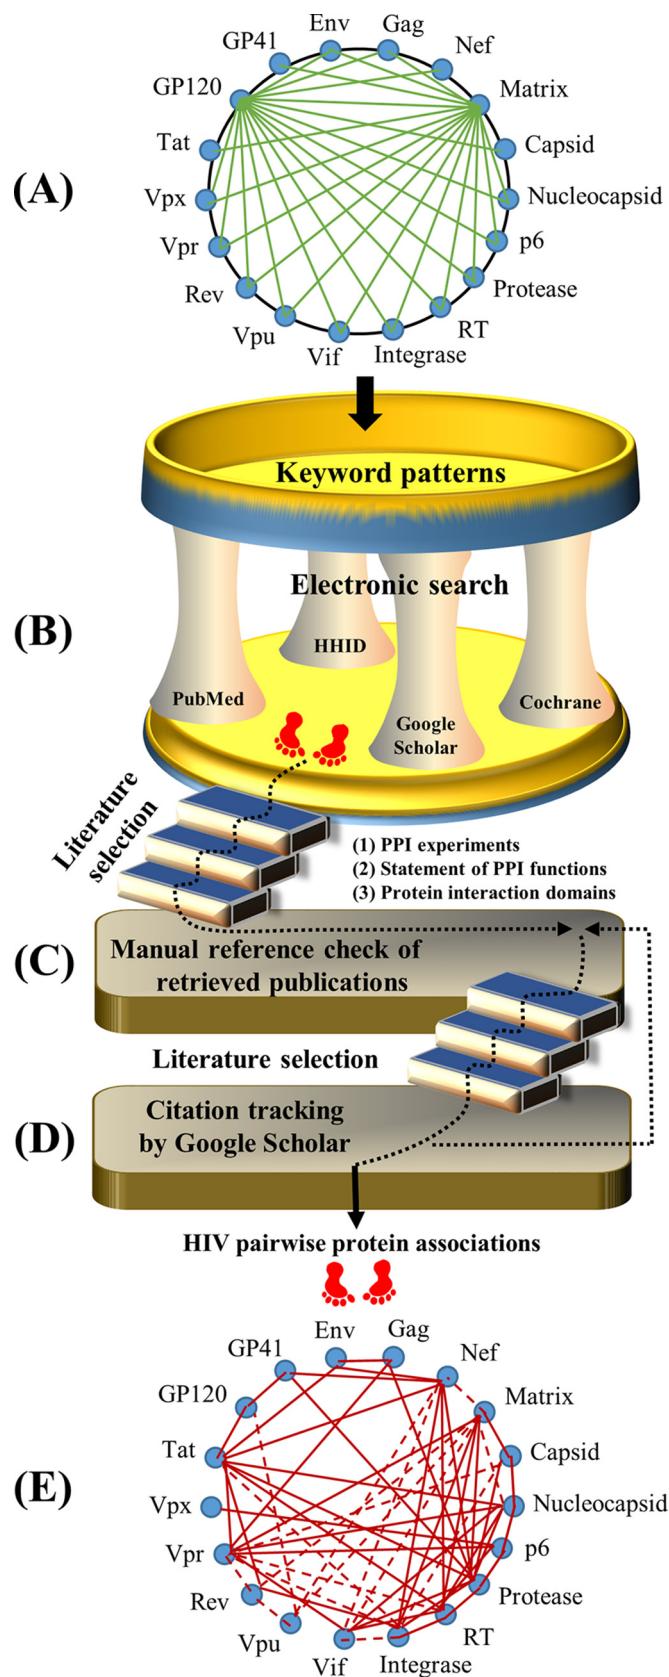 Env
Gag
GP41
Nef
GP120
Matrix
Tat
Capsid
(A)
Vpx
Nucleocapsid
Vpr
p6
Rev
Protease
Vpu
RT
Vif
Integrase
Keyword patterns
Electronic search
(B)
HHID
PubMed
Cochrane
Google
Scholar
Literature
selection
(1) PPI experiments
(2) Statement of PPI functions
(3) Protein interaction domains
(C)
Manual reference check of
retrieved publications
Literature selection
(D)
Citation tracking
by Google Scholar
HIV pairwise protein associations
Env
Gag
GP41
Nef
GP120
Matrix
Tat
Capsid
(E)
Vpx
Nucleocapsid
Vpr
p6
Rev
Protease
Vpu
RT
Vif
Integrase